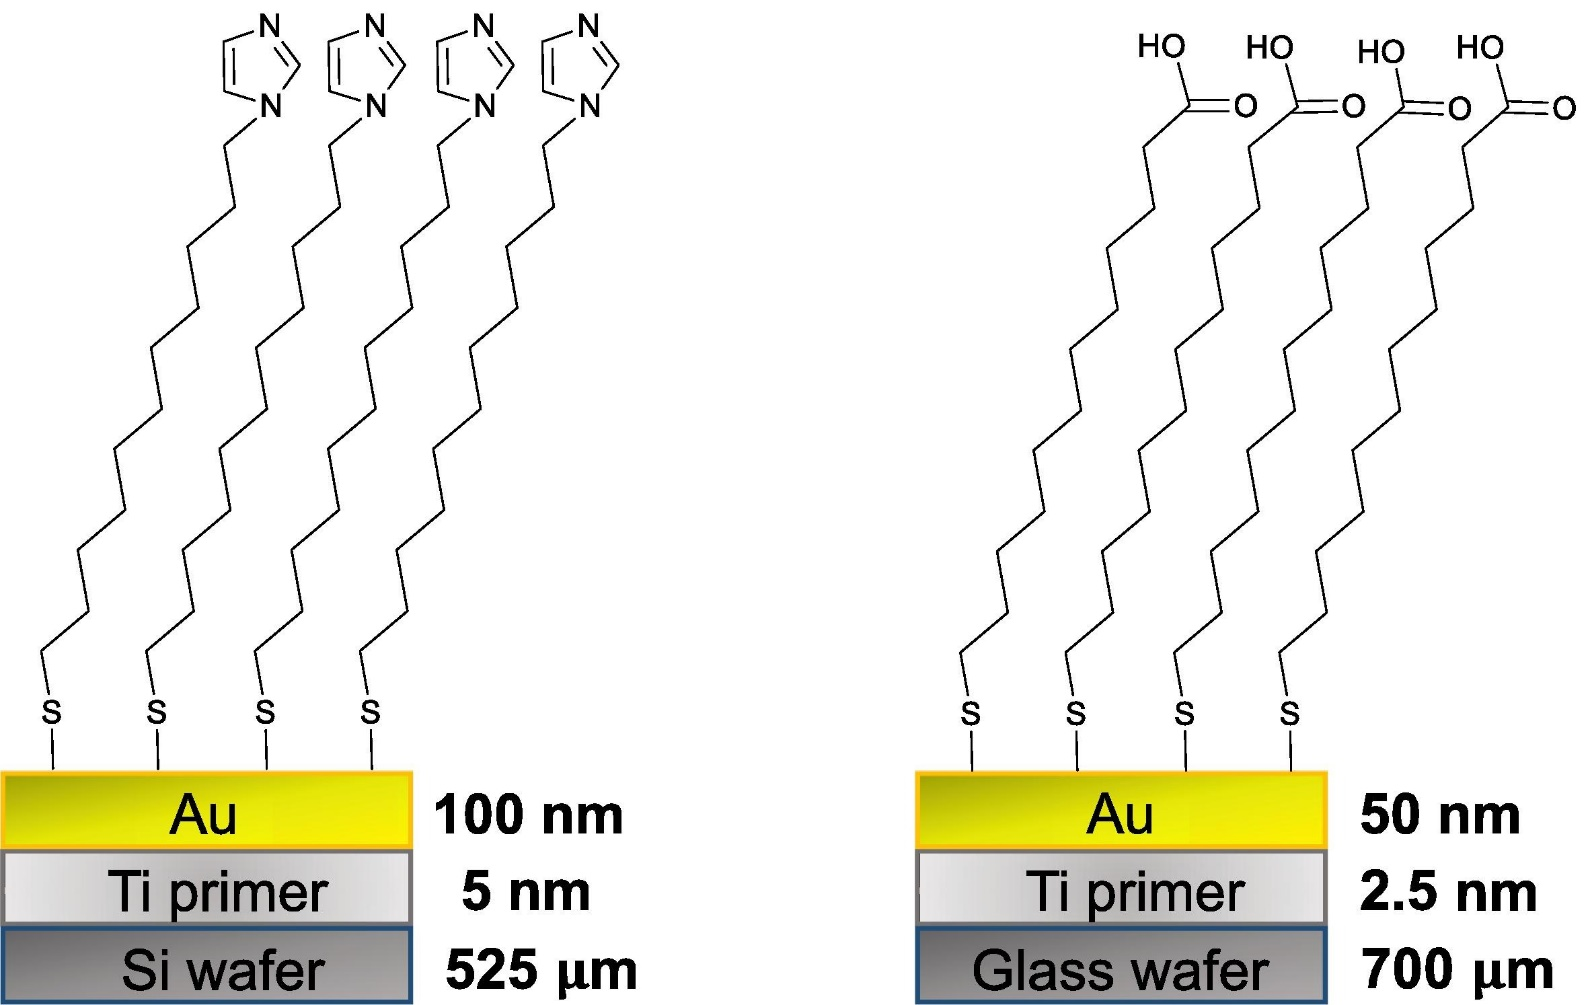 N N N N
HO HO HO HO
N N N N
O O O O
S S S S
S S S S
Au 100 nm
Ti primer 5 nm
Si wafer 525 μm
Au 50 nm
Ti primer 2.5 nm
Glass wafer 700 μm